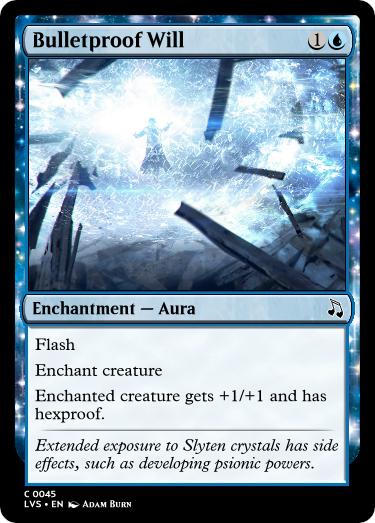 Bulletproof Will 1
Enchantment — Aura
Flash
Enchant creature
Enchanted creature gets +1/+1 and has
hexproof.
Extended exposure to Slyten crystals has side
effects, such as developing psionic powers.
C 0045
LVS • EN Adam Burn